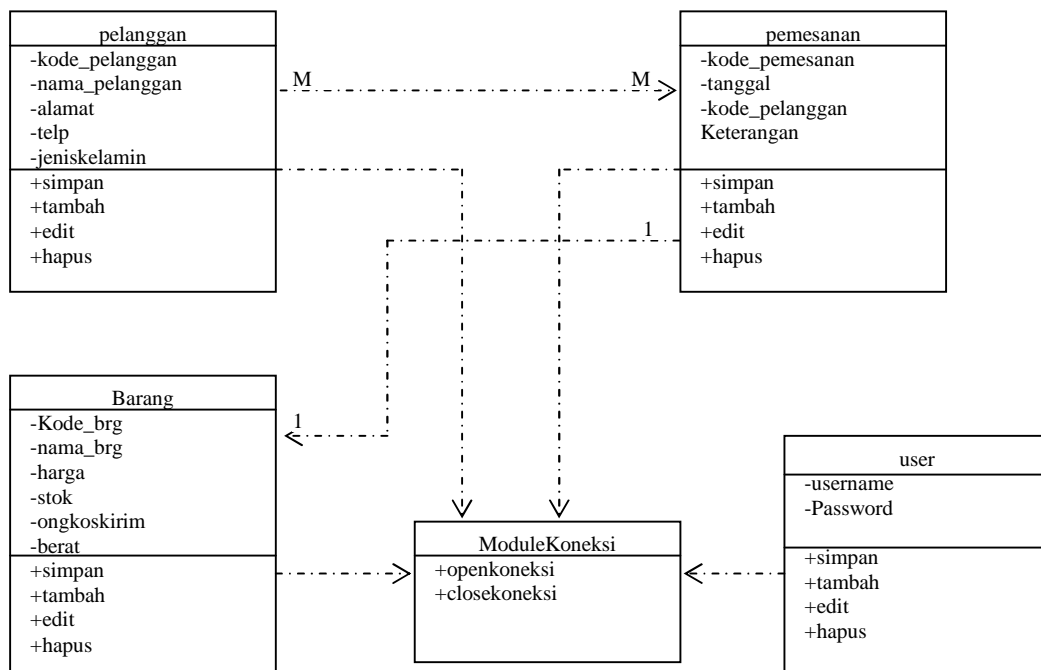 pelanggan
-kode_pelanggan
-nama_pelanggan
-alamat
-telp
-jeniskelamin
+simpan
+tambah
+edit
+hapus
M
M
pemesanan
-kode_pemesanan
-tanggal
-kode_pelanggan
Keterangan
+simpan
+tambah
+edit
+hapus
1
1
Barang
-Kode_brg
-nama_brg
-harga
-stok
-ongkoskirim
-berat
+simpan
+tambah
+edit
+hapus
ModuleKoneksi
+openkoneksi
+closekoneksi
user
-username
-Password
+simpan
+tambah
+edit
+hapus